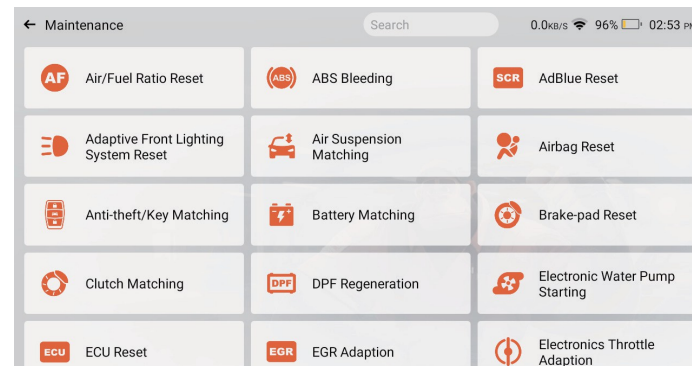 ← Maintenance
Search
0.0KB/S 96% 02:53 PM
AF Air/Fuel Ratio Reset
ABS ABS Bleeding
SCR AdBlue Reset
Adaptive Front Lighting
System Reset
Air Suspension
Matching
Airbag Reset
Anti-theft/Key Matching
Battery Matching
Brake-pad Reset
Clutch Matching
DPF DPF Regeneration
Electronic Water Pump
Starting
ECU ECU Reset
EGR EGR Adaption
Electronics Throttle
Adaption